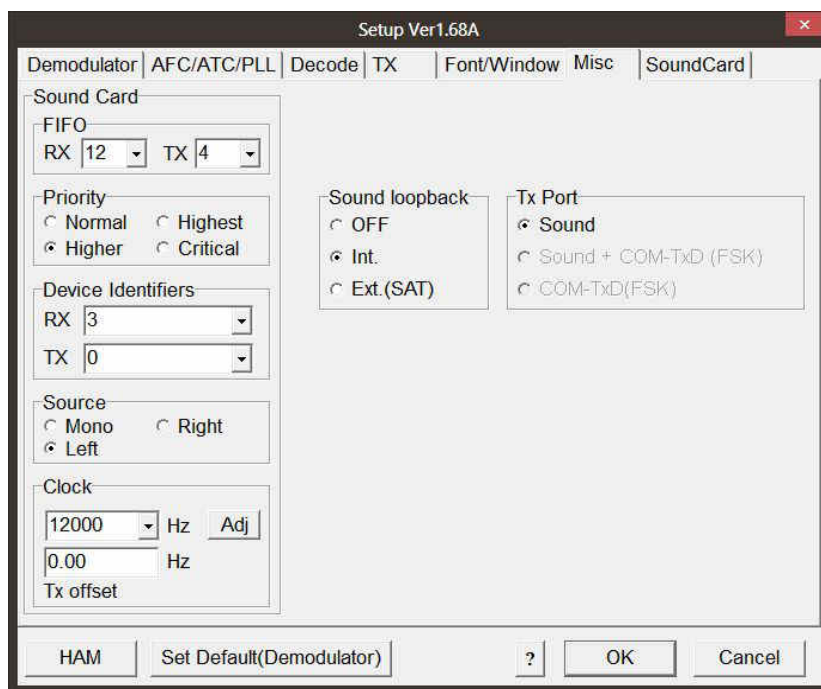 Setup Ver1.68A
Demodulator AFC/ATC/PLL Decode TX Font/Window Misc SoundCard
Sound Card
FIFO
RX 12 TX 4
Priority
Normal Highest
Higher Critical
Device Identifiers
RX 3
TX 0
Source
Mono Right
Left
Clock
12000 Hz Adj
0.00 Hz
Tx offset
Sound loopback
OFF
Int.
Ext.(SAT)
Tx Port
Sound
Sound + COM-TxD (FSK)
COM-TxD(FSK)
HAM Set Default(Demodulator) ? OK Cancel